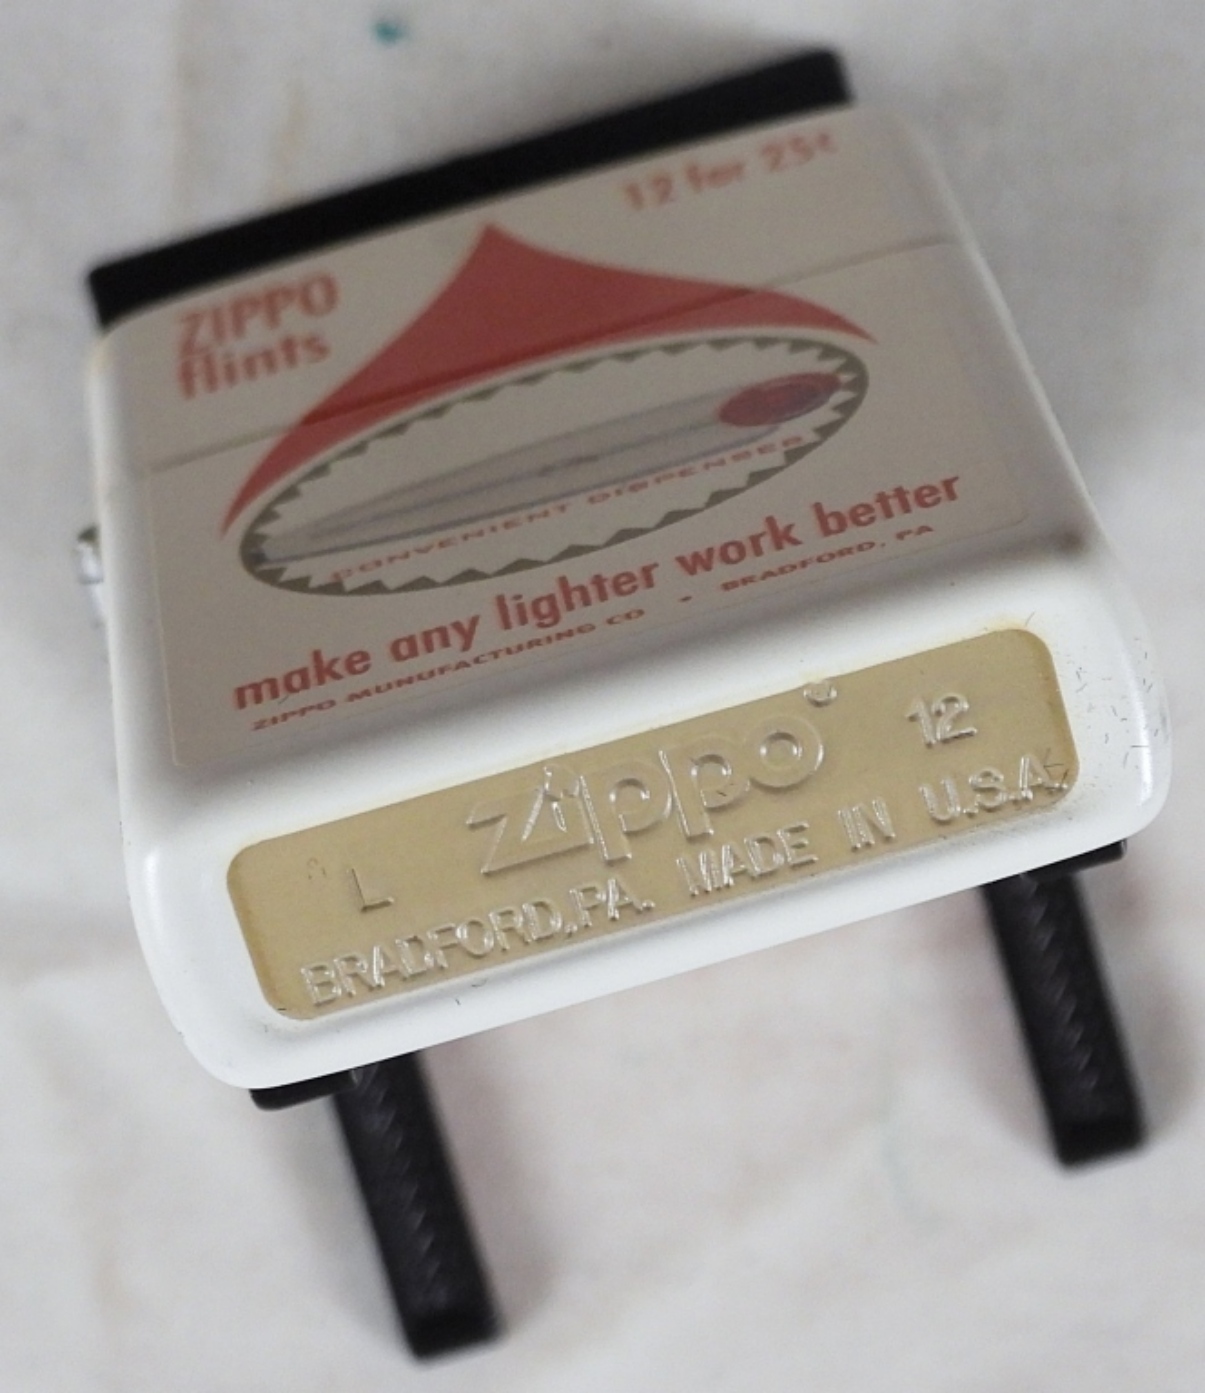 12 for 25¢
ZIPPO
flints
CONVENIENT DISPENSER
make any lighter work better
ZIPPO MUNUFACTURING CO • BRADFORD, PA
L zippo® 12
BRADFORD,PA. MADE IN U.S.A.